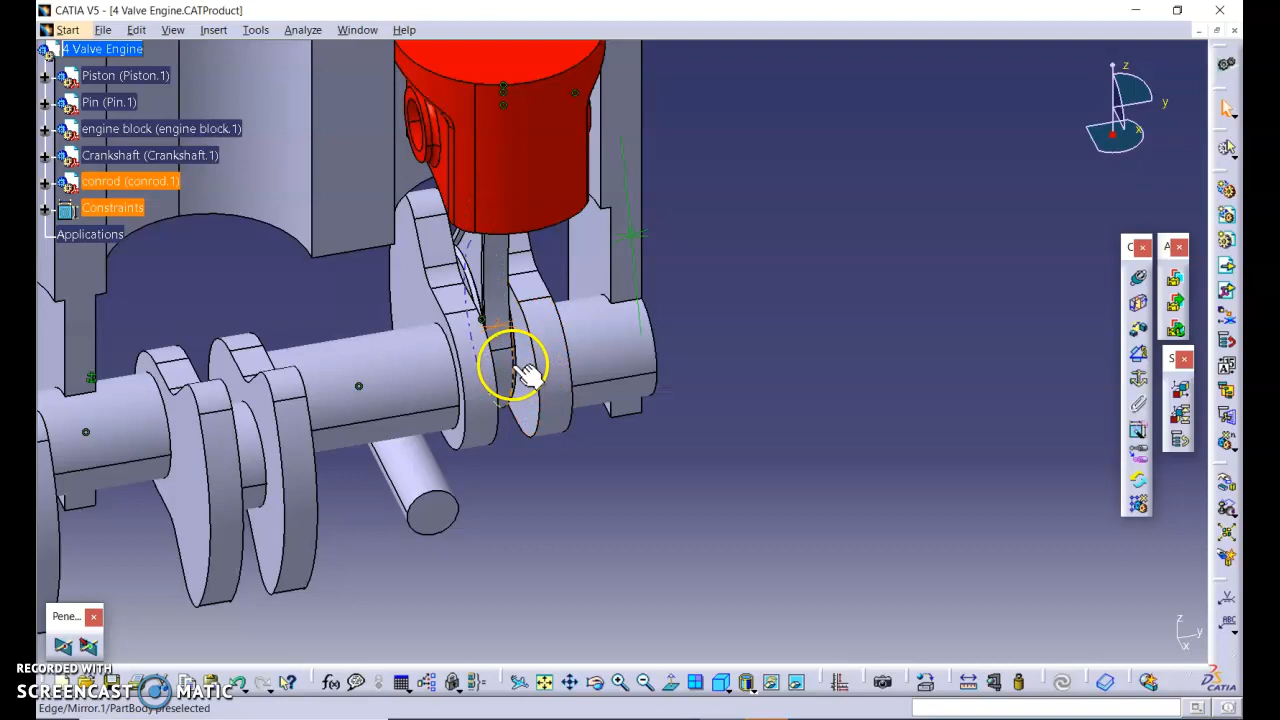 CATIA V5 - [4 Valve Engine.CATProduct]
Start File Edit View Insert Tools Analyze Window Help
4 Valve Engine
Piston (Piston.1)
Pin (Pin.1)
engine block (engine block.1)
Crankshaft (Crankshaft.1)
conrod (conrod.1)
Constraints
Applications
z
y
x
C... A...
S...
Pene...
z
y
x
ABC
RECORDED WITH
SCREENCAST MATIC
f(x)
CATIA
Edge/Mirror.1/PartBody preselected